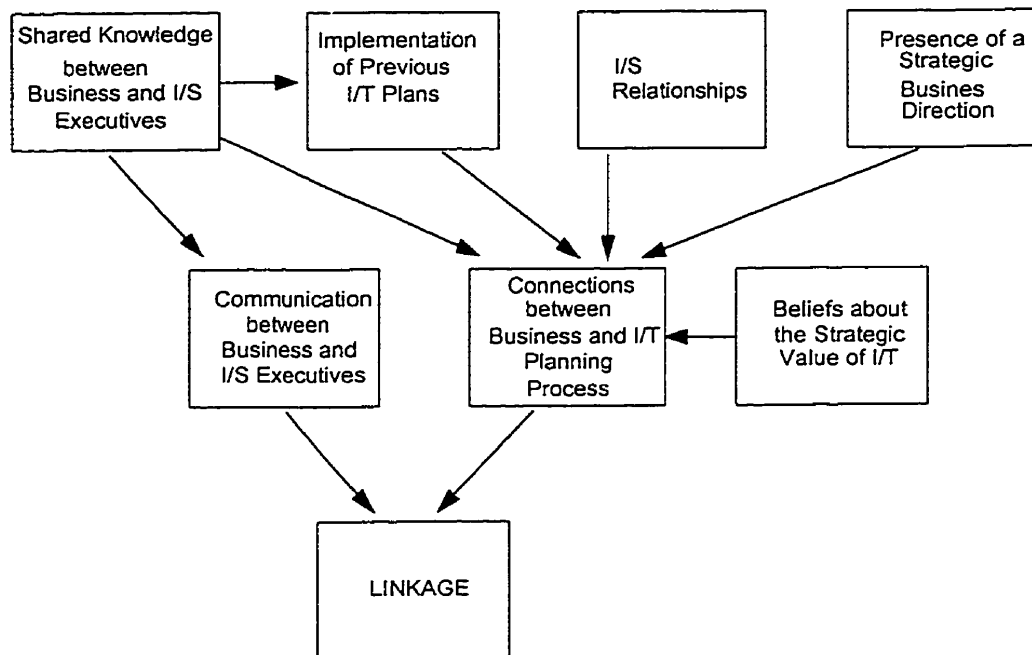 Shared Knowledge
between
Business and I/S
Executives
Implementation
of Previous
I/T Plans
I/S
Relationships
Presence of a
Strategic
Busines
Direction
Communication
between
Business and
I/S Executives
Connections
between
Business and I/T
Planning
Process
Beliefs about
the Strategic
Value of I/T
LINKAGE